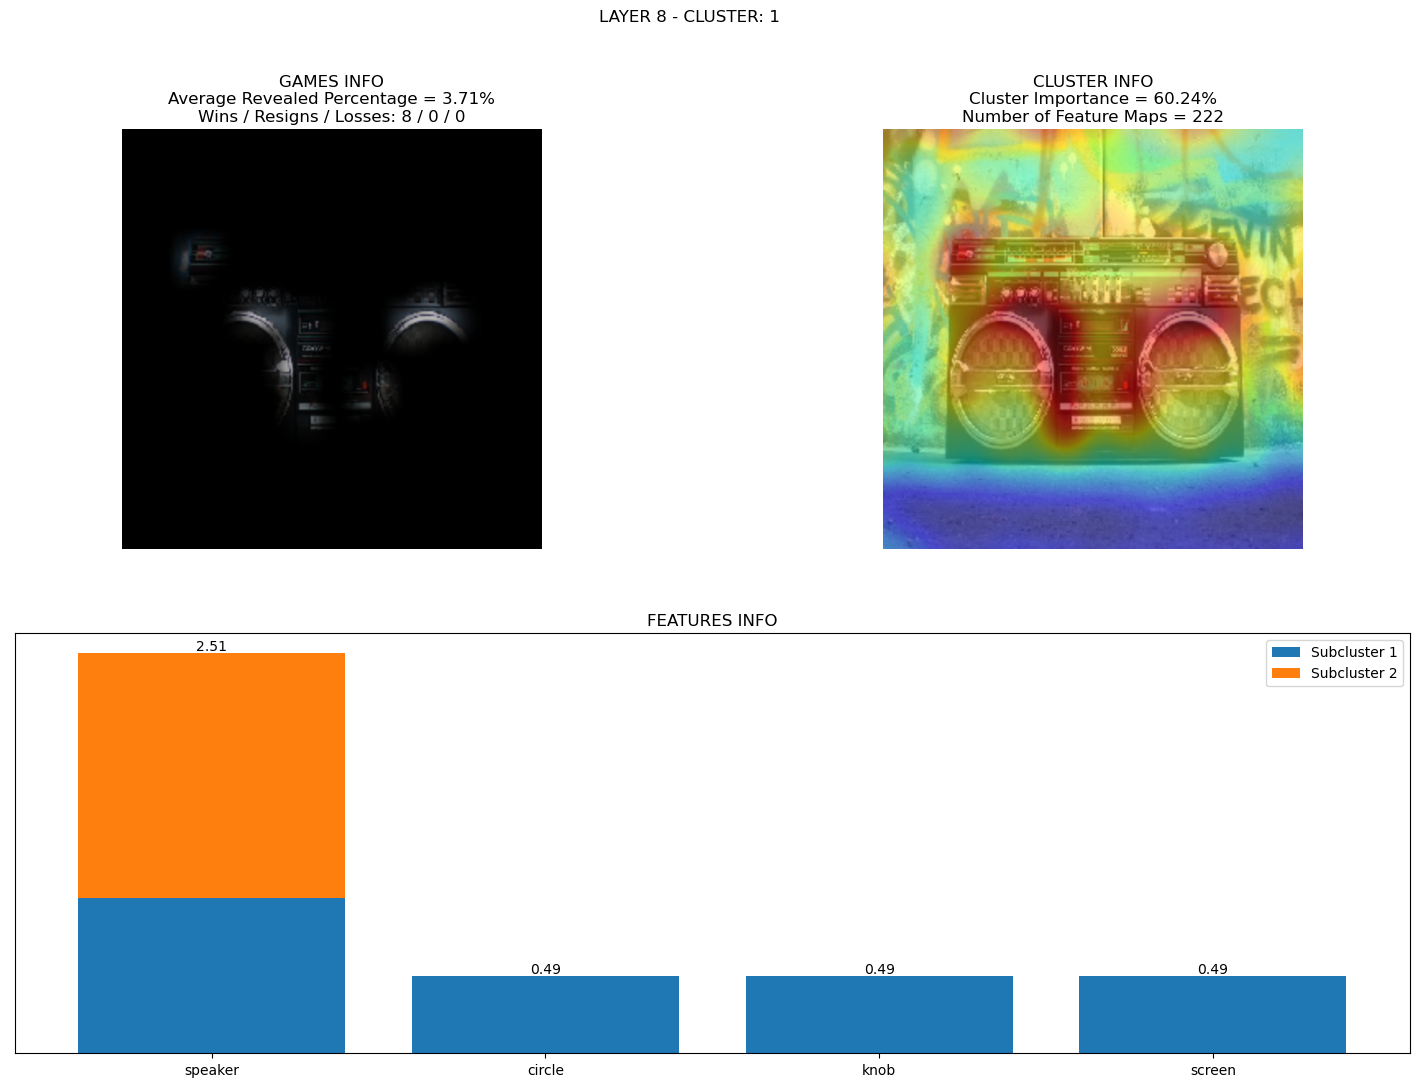 LAYER 8 - CLUSTER: 1
GAMES INFO
Average Revealed Percentage = 3.71%
Wins / Resigns / Losses: 8 / 0 / 0
CLUSTER INFO
Cluster Importance = 60.24%
Number of Feature Maps = 222
EVIN
ECH
FEATURES INFO
Subcluster 1
Subcluster 2
2.51
0.49
0.49
0.49
speaker
circle
knob
screen